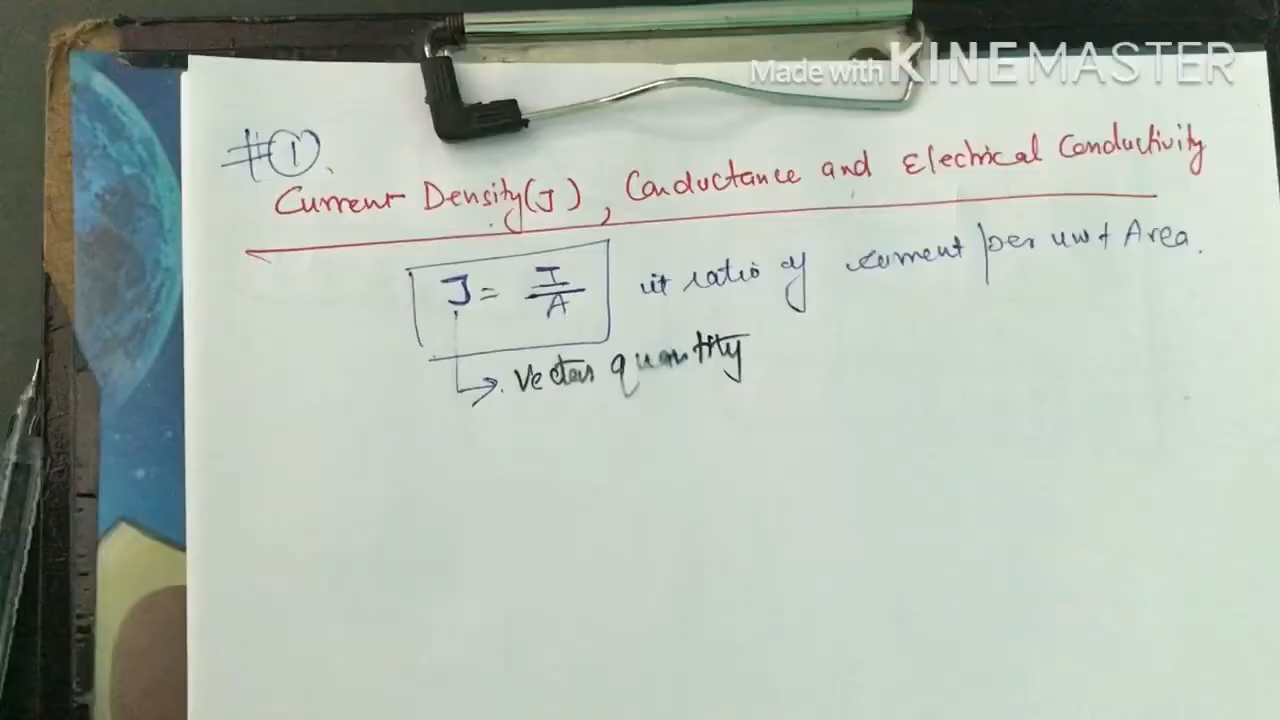 Made with KINEMASTER
#①.
Current Density(J), Conductance and Electrical Conductivity
J = I/A it ratio of current per unit Area.
→ Vector quantity